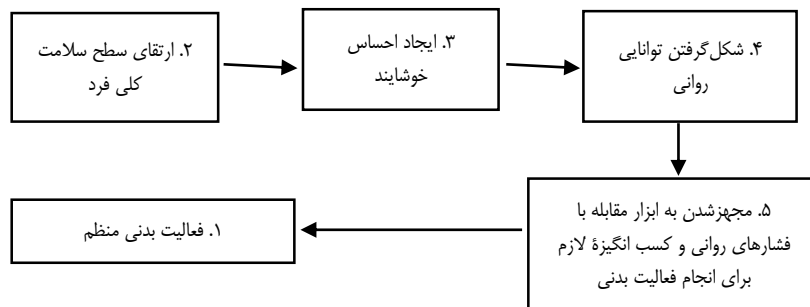 ۲. ارتقای سطح سلامت
کلی فرد
۳. ایجاد احساس
خوشایند
۴. شکل‌گرفتن توانایی
روانی
۵. مجهزشدن به ابزار مقابله با
فشارهای روانی و کسب انگیزۀ لازم
برای انجام فعالیت بدنی
۱. فعالیت بدنی منظم